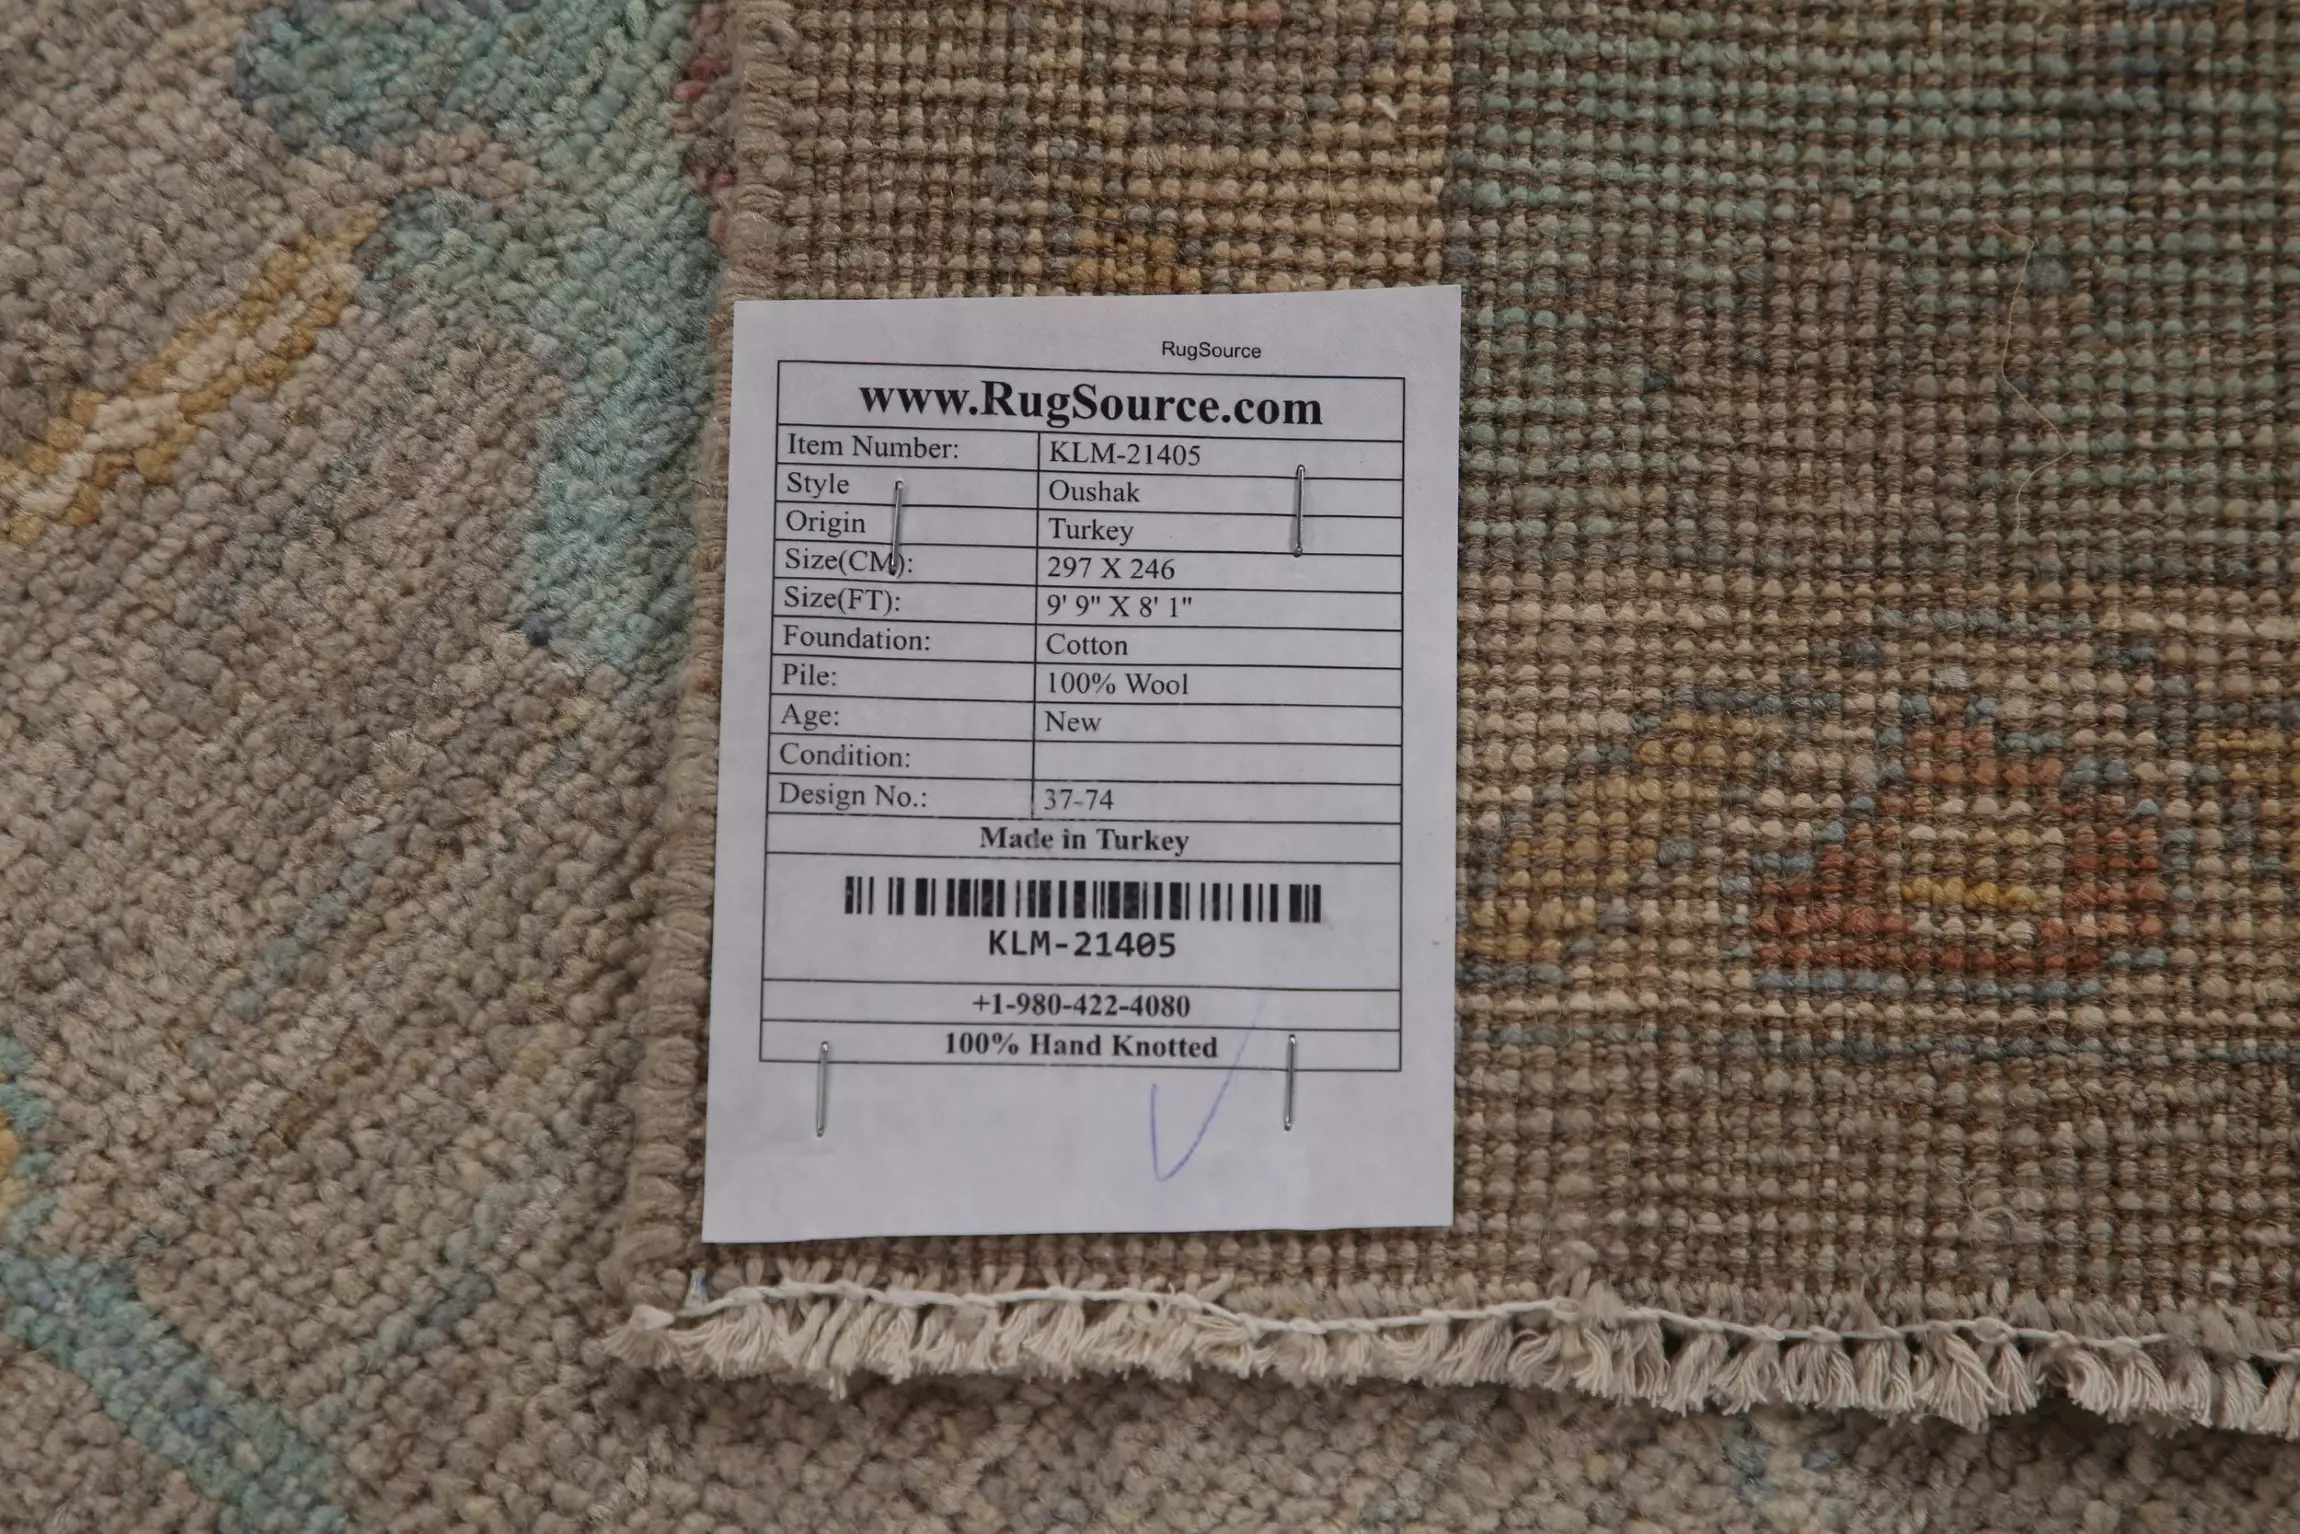 RugSource
www.RugSource.com
Item Number: KLM-21405
Style Oushak
Origin Turkey
Size(CM): 297 X 246
Size(FT): 9' 9" X 8' 1"
Foundation: Cotton
Pile: 100% Wool
Age: New
Condition:
Design No.: 37-74
Made in Turkey
KLM-21405
+1-980-422-4080
100% Hand Knotted